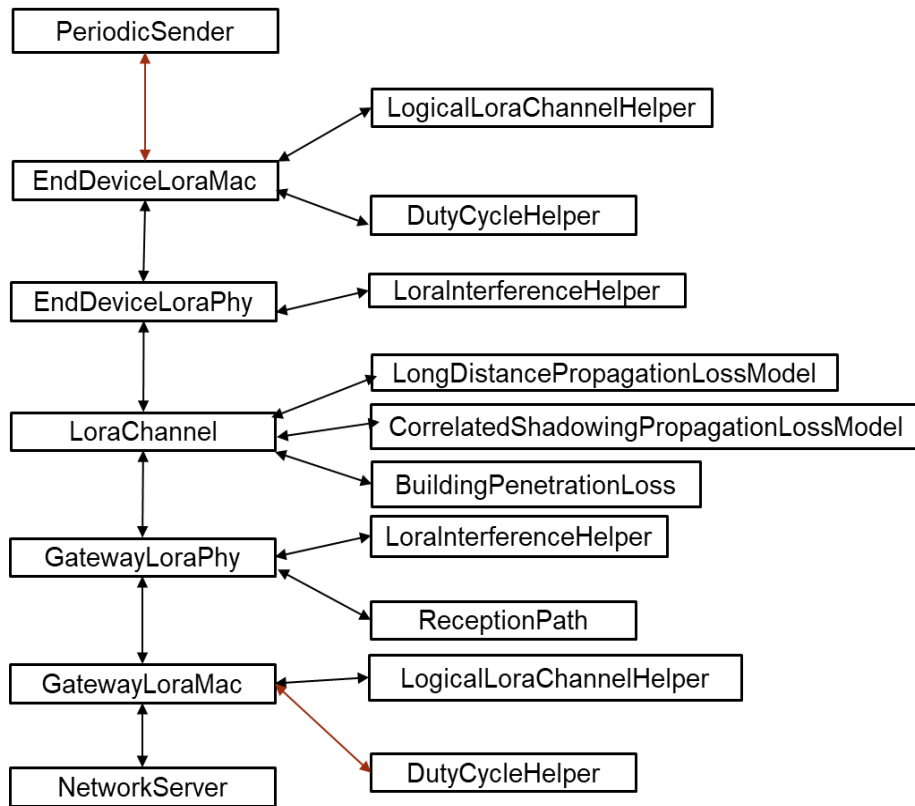 PeriodicSender
LogicalLoraChannelHelper
EndDeviceLoraMac
DutyCycleHelper
EndDeviceLoraPhy
LoraInterferenceHelper
LongDistancePropagationLossModel
LoraChannel
CorrelatedShadowingPropagationLossModel
BuildingPenetrationLoss
GatewayLoraPhy
LoraInterferenceHelper
ReceptionPath
GatewayLoraMac
LogicalLoraChannelHelper
DutyCycleHelper
NetworkServer